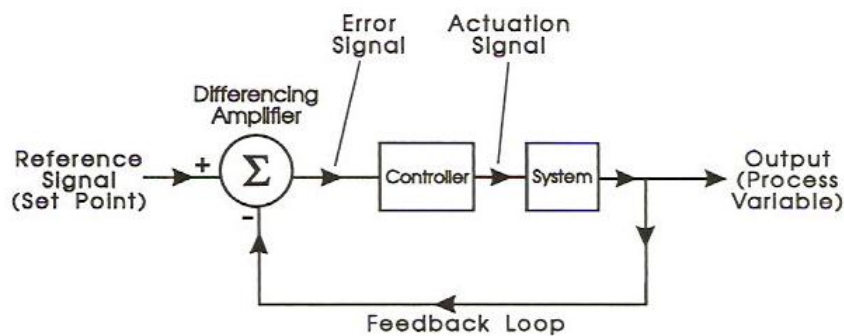 Error
Signal
Actuation
Signal
Differencing
Amplifier
Reference
Signal
(Set Point)
+
Σ
-
Controller
System
Output
(Process
Variable)
Feedback Loop